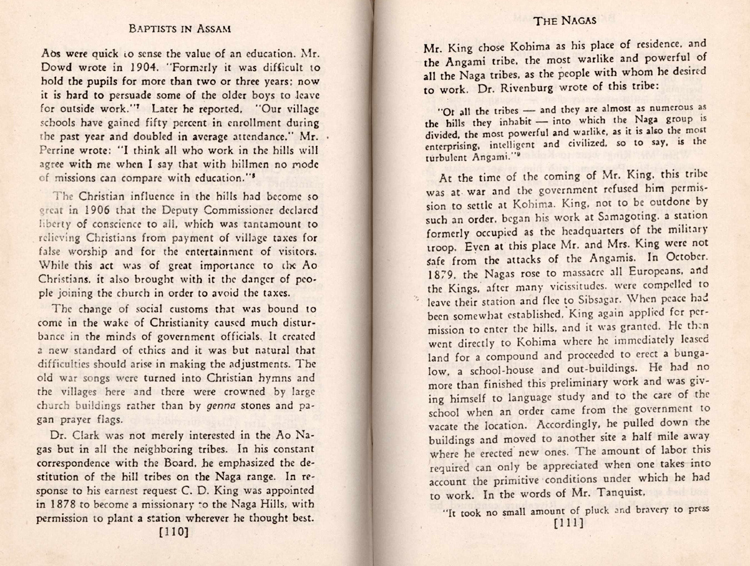 BAPTISTS IN ASSAM
Aos were quick to sense the value of an education. Mr.
Dowd wrote in 1904. "Formerly it was difficult to
hold the pupils for more than two or three years; now
it is hard to persuade some of the older boys to leave
for outside work."⁷ Later he reported, "Our village
schools have gained fifty percent in enrollment during
the past year and doubled in average attendance." Mr.
Perrine wrote: "I think all who work in the hills will
agree with me when I say that with hillmen no mode
of missions can compare with education."⁸
The Christian influence in the hills had become so
great in 1906 that the Deputy Commissioner declared
liberty of conscience to all, which was tantamount to
relieving Christians from payment of village taxes for
false worship and for the entertainment of visitors.
While this act was of great importance to the Ao
Christians, it also brought with it the danger of peo-
ple joining the church in order to avoid the taxes.
The change of social customs that was bound to
come in the wake of Christianity caused much distur-
bance in the minds of government officials. It created
a new standard of ethics and it was but natural that
difficulties should arise in making the adjustments. The
old war songs were turned into Christian hymns and
the villages here and there were crowned by large
church buildings rather than by genna stones and pa-
gan prayer flags.
Dr. Clark was not merely interested in the Ao Na-
gas but in all the neighboring tribes. In his constant
correspondence with the Board, he emphasized the de-
stitution of the hill tribes on the Naga range. In re-
sponse to his earnest request C. D. King was appointed
in 1878 to become a missionary to the Naga Hills, with
permission to plant a station wherever he thought best.
[110]
THE NAGAS
Mr. King chose Kohima as his place of residence, and
the Angami tribe, the most warlike and powerful of
all the Naga tribes, as the people with whom he desired
to work. Dr. Rivenburg wrote of this tribe:
"Of all the tribes — and they are almost as numerous as
the hills they inhabit — into which the Naga group is
divided, the most powerful and warlike, as it is also the most
enterprising, intelligent and civilized, so to say, is the
turbulent Angami."⁹
At the time of the coming of Mr. King, this tribe
was at war and the government refused him permis-
sion to settle at Kohima. King, not to be outdone by
such an order, began his work at Samagoting, a station
formerly occupied as the headquarters of the military
troop. Even at this place Mr. and Mrs. King were not
safe from the attacks of the Angamis. In October,
1879, the Nagas rose to massacre all Europeans, and
the Kings, after many vicissitudes, were compelled to
leave their station and flee to Sibsagar. When peace had
been somewhat established, King again applied for per-
mission to enter the hills, and it was granted. He then
went directly to Kohima where he immediately leased
land for a compound and proceeded to erect a bunga-
low, a school-house and out-buildings. He had no
more than finished this preliminary work and was giv-
ing himself to language study and to the care of the
school when an order came from the government to
vacate the location. Accordingly, he pulled down the
buildings and moved to another site a half mile away
where he erected new ones. The amount of labor this
required can only be appreciated when one takes into
account the primitive conditions under which he had
to work. In the words of Mr. Tanquist,
"It took no small amount of pluck and bravery to press
[111]